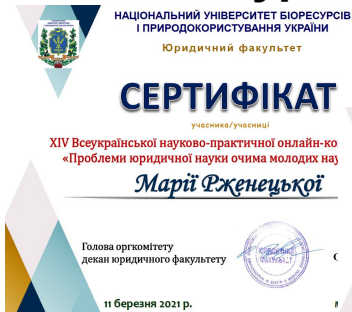 НАЦІОНАЛЬНИЙ УНІВЕРСИТЕТ БІОРЕСУРСІВ
І ПРИРОДОКОРИСТУВАННЯ УКРАЇНИ
Юридичний факультет
СЕРТИФІКАТ
учасника/учасниці
XIV Всеукраїнської науково-практичної онлайн-ко
«Проблеми юридичної науки очима молодих нау
Марії Рженецької
Голова оргкомітету
декан юридичного факультету
11 березня 2021 р.